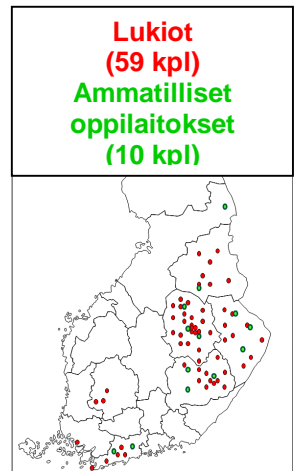 Lukiot
(59 kpl)
Ammatilliset
oppilaitokset
(10 kpl)